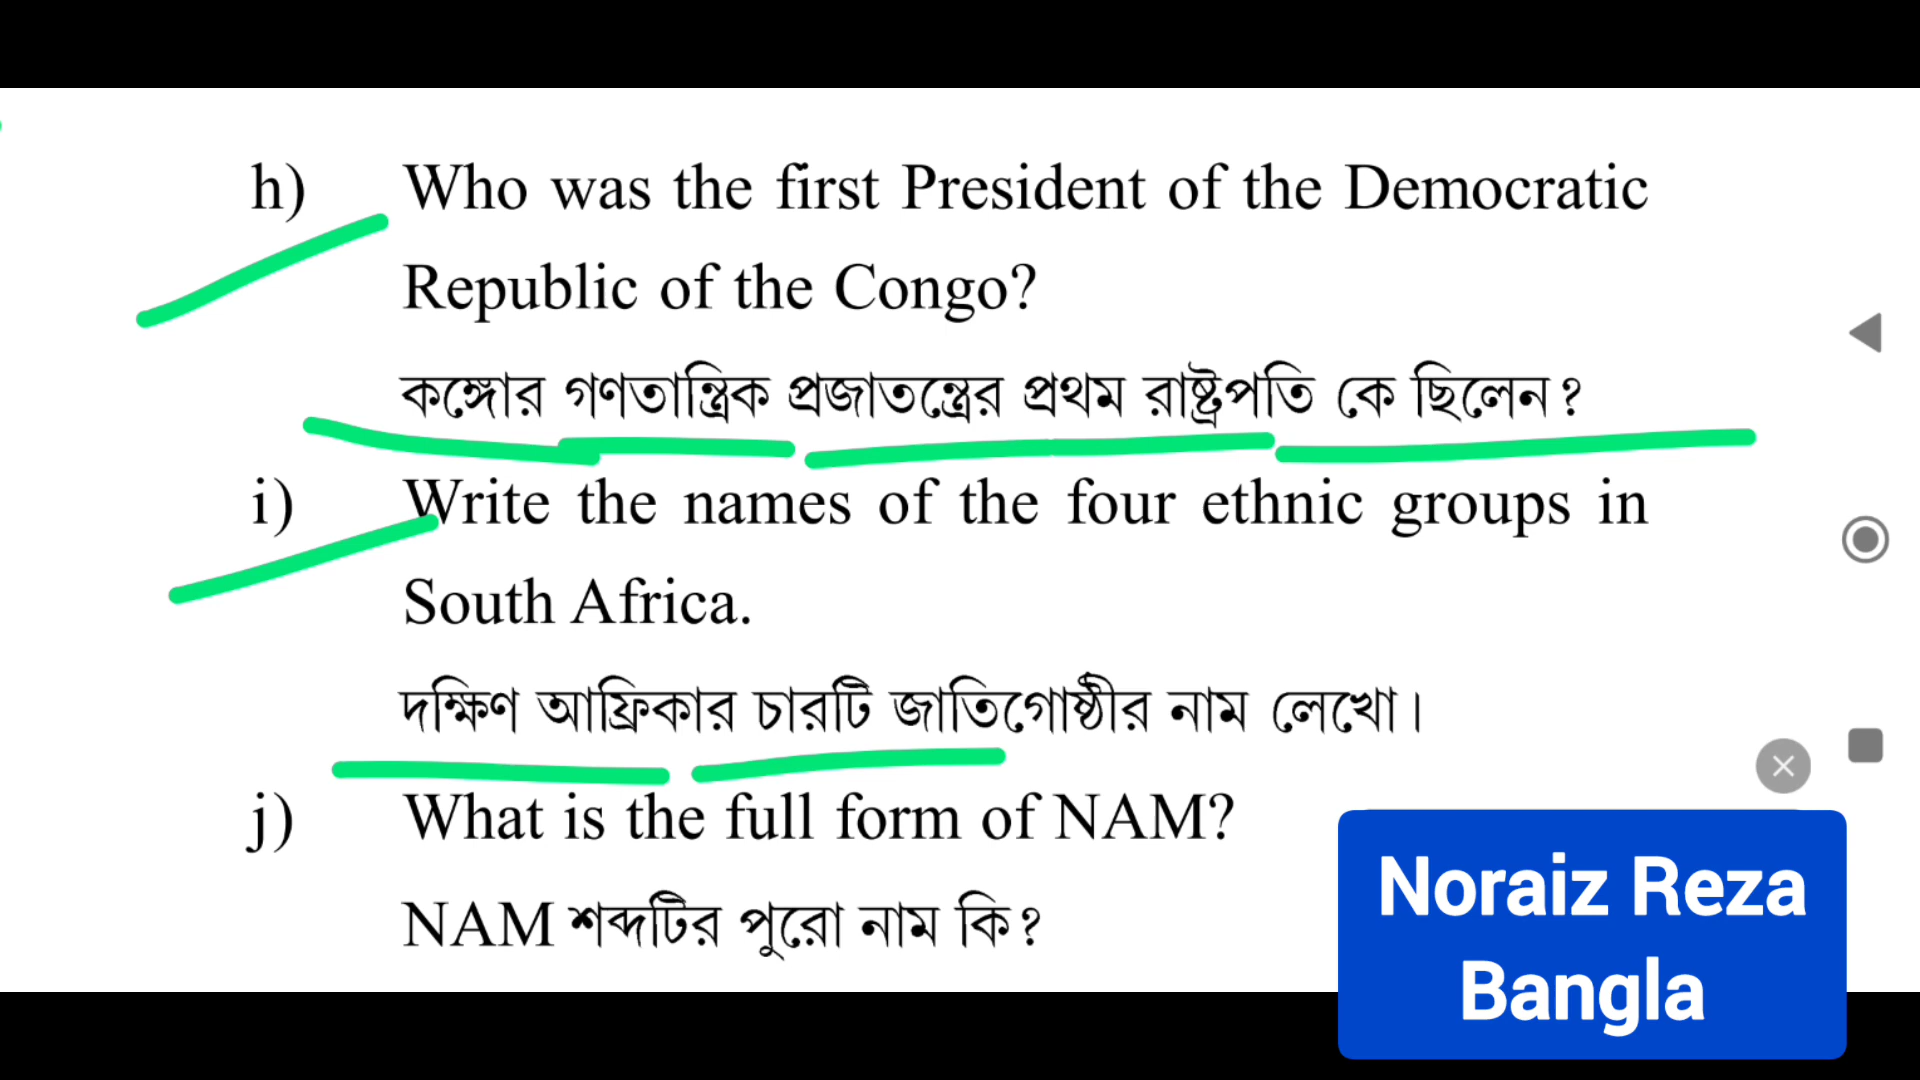 h) Who was the first President of the Democratic
Republic of the Congo?
কঙ্গোর গণতান্ত্রিক প্রজাতন্ত্রের প্রথম রাষ্ট্রপতি কে ছিলেন?
i) Write the names of the four ethnic groups in
South Africa.
দক্ষিণ আফ্রিকার চারটি জাতিগোষ্ঠীর নাম লেখো।
j) What is the full form of NAM?
NAM শব্দটির পুরো নাম কি?
Noraiz Reza
Bangla